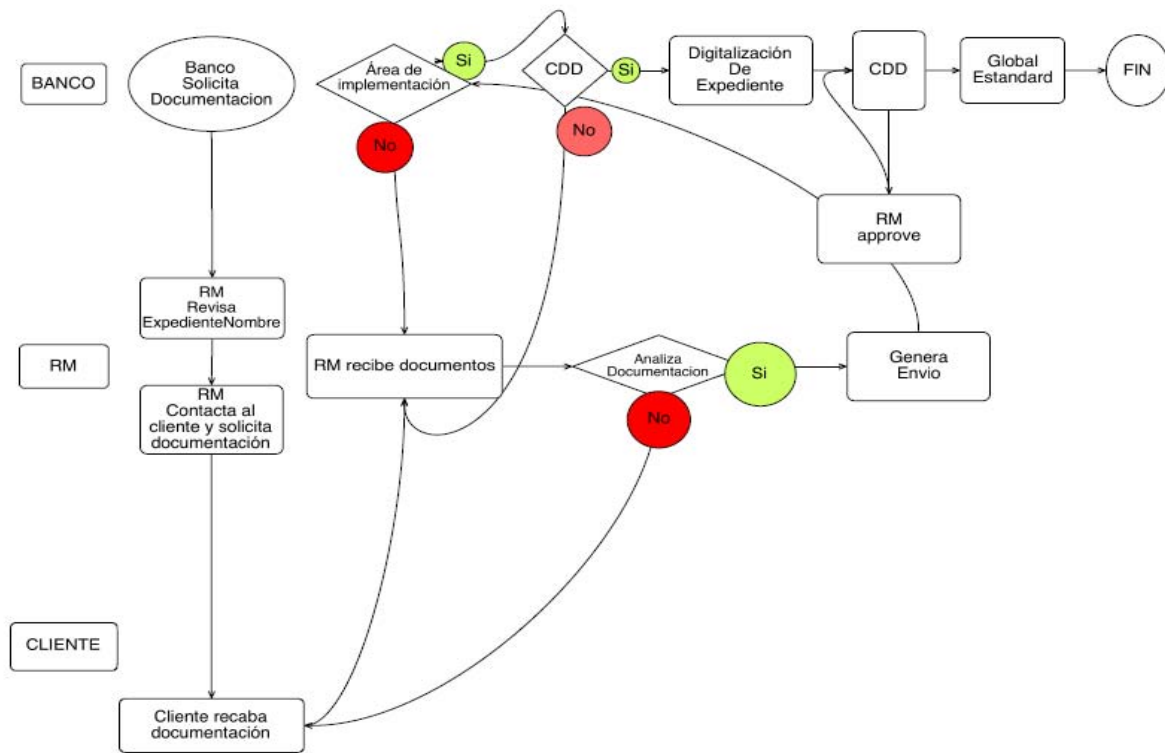 BANCO
Banco
Solicita
Documentacion
Área de
implementación
Si
No
CDD
Si
No
Digitalización
De
Expediente
CDD
Global
Estandard
FIN
RM
approve
RM
Revisa
ExpedienteNombre
RM
RM
Contacta al
cliente y solicita
documentación
RM recibe documentos
Analiza
Documentacion
Si
No
Genera
Envio
CLIENTE
Cliente recaba
documentación